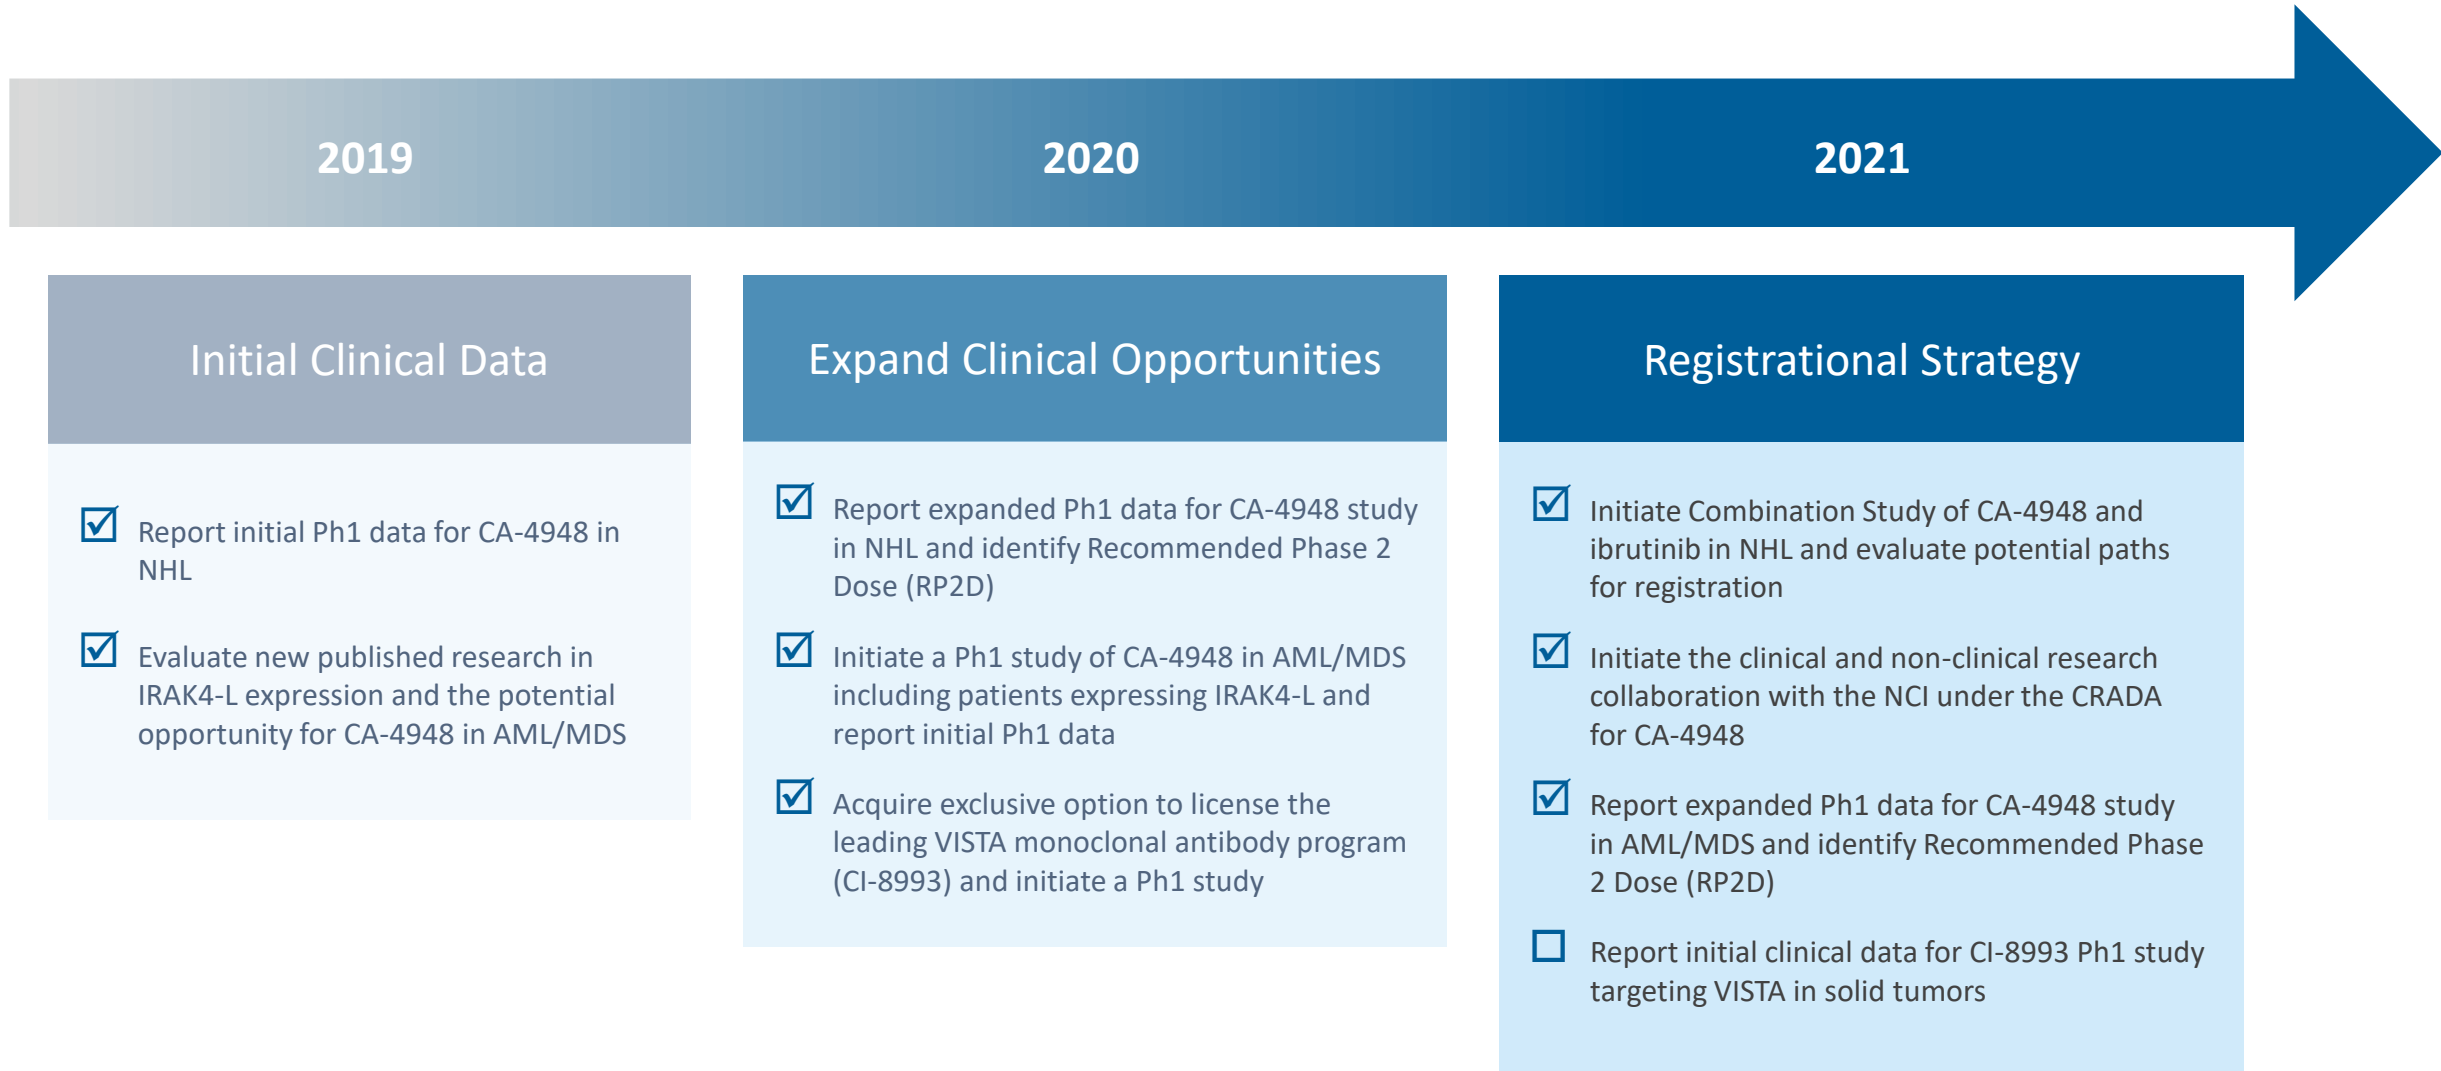 2019
2020
2021
Initial Clinical Data
Report initial Ph1 data for CA-4948 in
NHL
Evaluate new published research in
IRAK4-L expression and the potential
opportunity for CA-4948 in AML/MDS
Expand Clinical Opportunities
Report expanded Ph1 data for CA-4948 study
in NHL and identify Recommended Phase 2
Dose (RP2D)
Initiate a Ph1 study of CA-4948 in AML/MDS
including patients expressing IRAK4-L and
report initial Ph1 data
Acquire exclusive option to license the
leading VISTA monoclonal antibody program
(CI-8993) and initiate a Ph1 study
Registrational Strategy
Initiate Combination Study of CA-4948 and
ibrutinib in NHL and evaluate potential paths
for registration
Initiate the clinical and non-clinical research
collaboration with the NCI under the CRADA
for CA-4948
Report expanded Ph1 data for CA-4948 study
in AML/MDS and identify Recommended Phase
2 Dose (RP2D)
Report initial clinical data for CI-8993 Ph1 study
targeting VISTA in solid tumors